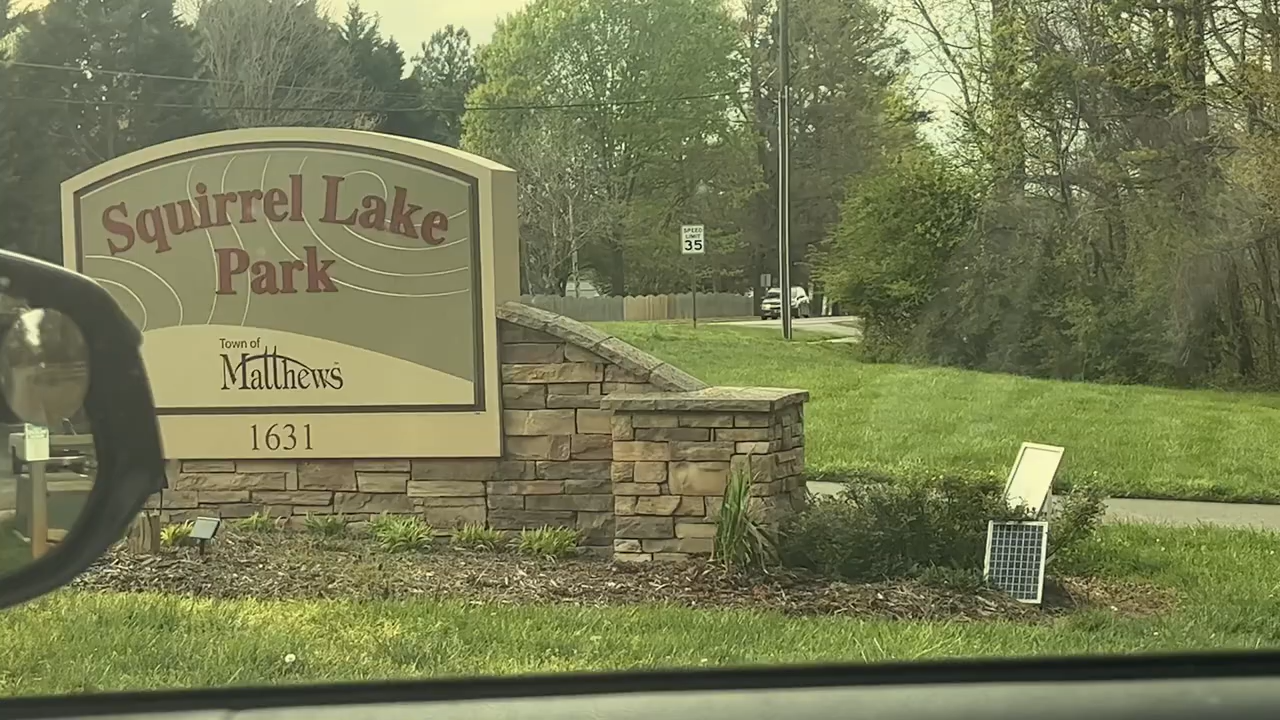 Squirrel Lake
Park
Town of
Matthews
1631
SPEED
LIMIT
35